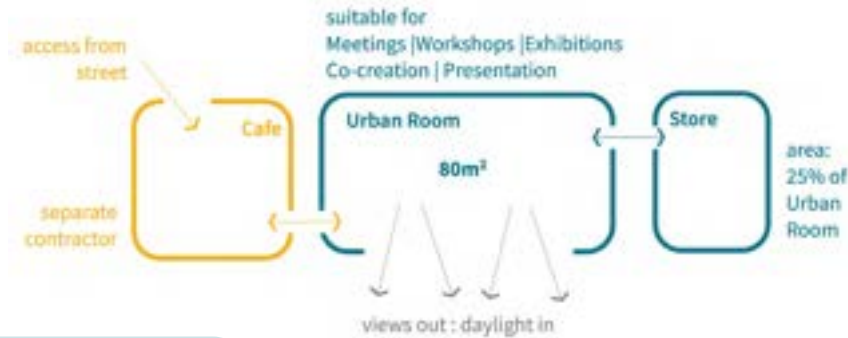 suitable for
Meetings |Workshops |Exhibitions
Co-creation | Presentation
access from
street
Cafe
Urban Room
80m²
Store
area:
25% of
Urban
Room
separate
contractor
views out : daylight in